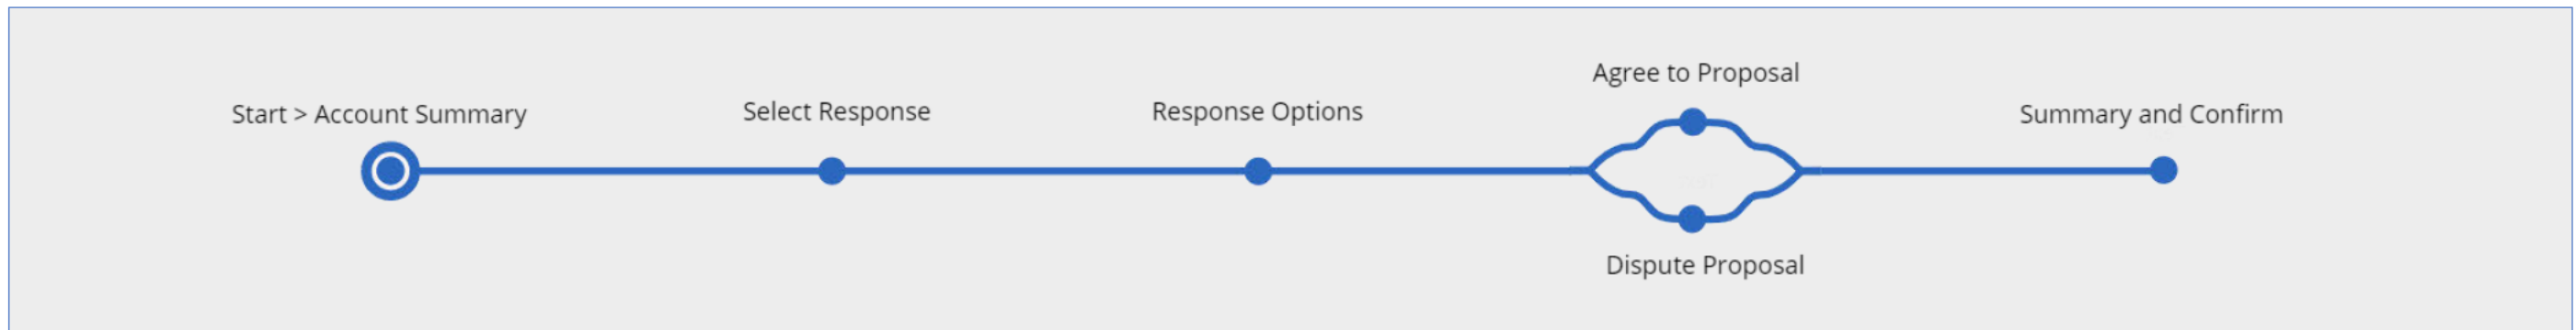 Start > Account Summary
Select Response
Response Options
Agree to Proposal
Dispute Proposal
Summary and Confirm